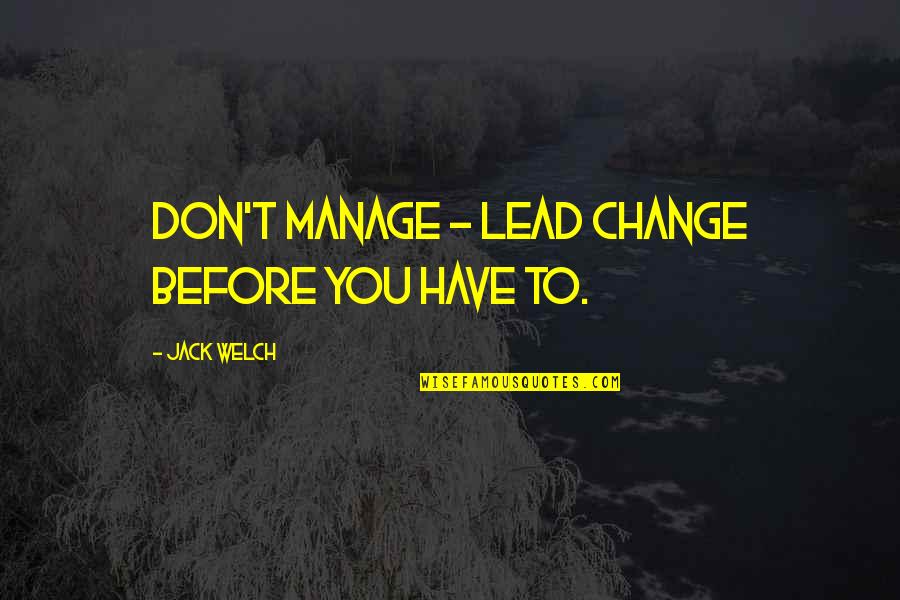 DON'T MANAGE - LEAD CHANGE
BEFORE YOU HAVE TO.
- JACK WELCH
WISEFAMOUSQUOTES.COM